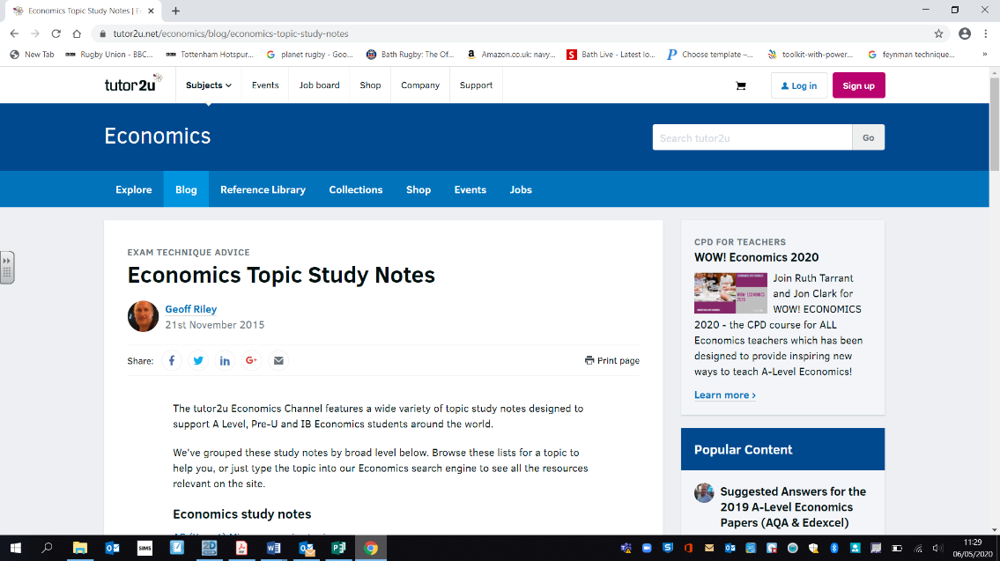 Economics Topic Study Notes | Ec
tutor2u.net/economics/blog/economics-topic-study-notes
New Tab
Rugby Union - BBC...
Tottenham Hotspur...
planet rugby - Goo...
Bath Rugby: The Of...
Amazon.co.uk: navy...
Bath Live - Latest lo...
Choose template –...
toolkit-with-power...
feynman technique...
»
tutor2u
Subjects
Events
Job board
Shop
Company
Support
Log in
Sign up
Economics
Search tutor2u
Go
Explore
Blog
Reference Library
Collections
Shop
Events
Jobs
EXAM TECHNIQUE ADVICE
Economics Topic Study Notes
Geoff Riley
21st November 2015
Share:
Print page
The tutor2u Economics Channel features a wide variety of topic study notes designed to
support A Level, Pre-U and IB Economics students around the world.
We've grouped these study notes by broad level below. Browse these lists for a topic to
help you, or just type the topic into our Economics search engine to see all the resources
relevant on the site.
Economics study notes
CPD FOR TEACHERS
WOW! Economics 2020
Join Ruth Tarrant
and Jon Clark for
WOW! ECONOMICS
2020 - the CPD course for ALL
Economics teachers which has been
designed to provide inspiring new
ways to teach A-Level Economics!
Learn more ›
Popular Content
Suggested Answers for the
2019 A-Level Economics
Papers (AQA & Edexcel)
SIMS
11:29
06/05/2020